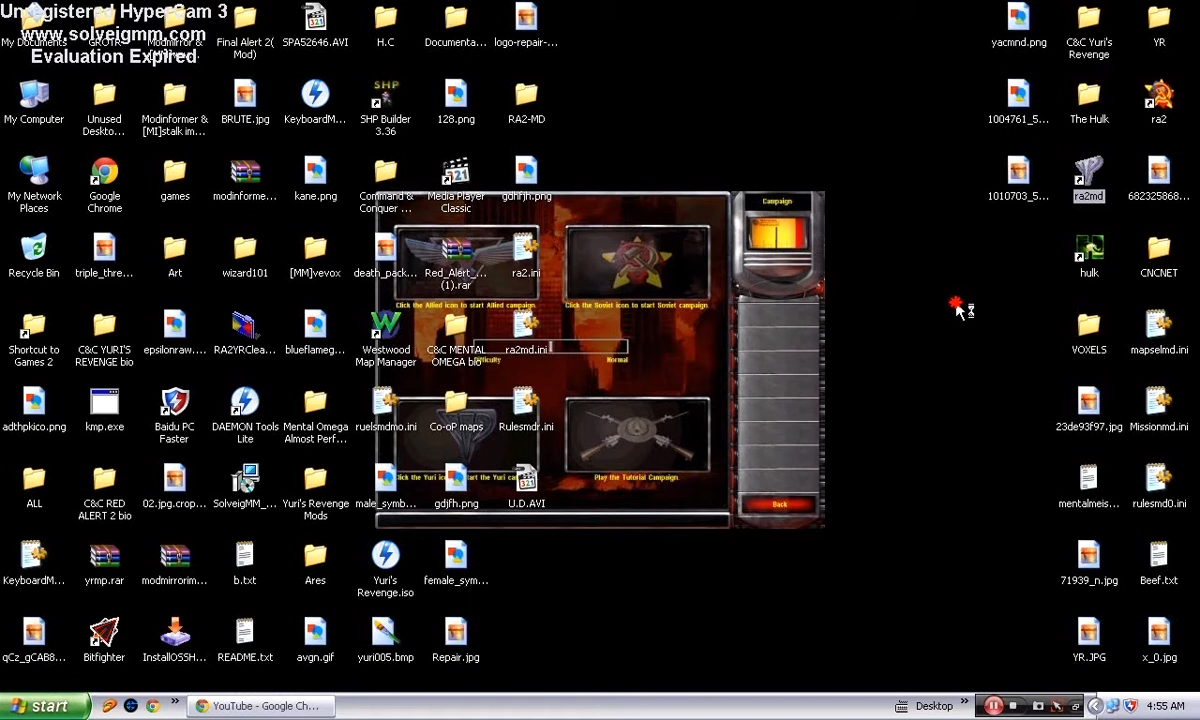 Unregistered HyperCam 3
www.solveigmm.com
Evaluation Expired
My Documents
GROTR
Modmirror &
Final Alert 2(
Mod)
SPA52646.AVI
H.C
Documenta...
logo-repair-...
yacmnd.png
C&C Yuri's
Revenge
YR
My Computer
Unused
Deskto...
Modinformer &
[MI]stalk im...
BRUTE.jpg
KeyboardM...
SHP Builder
3.36
128.png
RA2-MD
1004761_5...
The Hulk
ra2
My Network
Places
Google
Chrome
games
modinforme...
kane.png
Command &
Conquer ...
Media Player
Classic
gdhfjh.png
1010703_5...
ra2md
682325868...
Campaign
Recycle Bin
triple_thre...
Art
wizard101
[MM]vevox
death_pack...
Red_Alert_...
(1).rar
ra2.ini
hulk
CNCNET
Click the Allied icon to start Allied campaign.
Click the Soviet icon to start Soviet campaign.
Shortcut to
Games 2
C&C YURI'S
REVENGE bio
epsilonraw...
RA2YRClea...
blueflameg...
Westwood
Map Manager
C&C MENTAL
OMEGA bio
ra2md.ini
VOXELS
mapselmd.ini
Difficulty
Normal
adthpkico.png
kmp.exe
Baidu PC
Faster
DAEMON Tools
Lite
Mental Omega
Almost Perf...
ruelsmdmo.ini
Co-oP maps
Rulesmdr.ini
23de93f97.jpg
Missionmd.ini
Play the Tutorial Campaign.
ALL
C&C RED
ALERT 2 bio
02.jpg.crop...
SolveigMM_...
Yuri's Revenge
Mods
male_symb...
gdjfh.png
U.D.AVI
Back
mentalmeis...
rulesmd0.ini
KeyboardM...
yrmp.rar
modmirrorim...
b.txt
Ares
Yuri's
Revenge.iso
female_sym...
71939_n.jpg
Beef.txt
qCz_gCAB8...
Bitfighter
InstallOSSH...
README.txt
avgn.gif
yuri005.bmp
Repair.jpg
YR.JPG
x_0.jpg
start
YouTube - Google Ch...
Desktop
4:55 AM